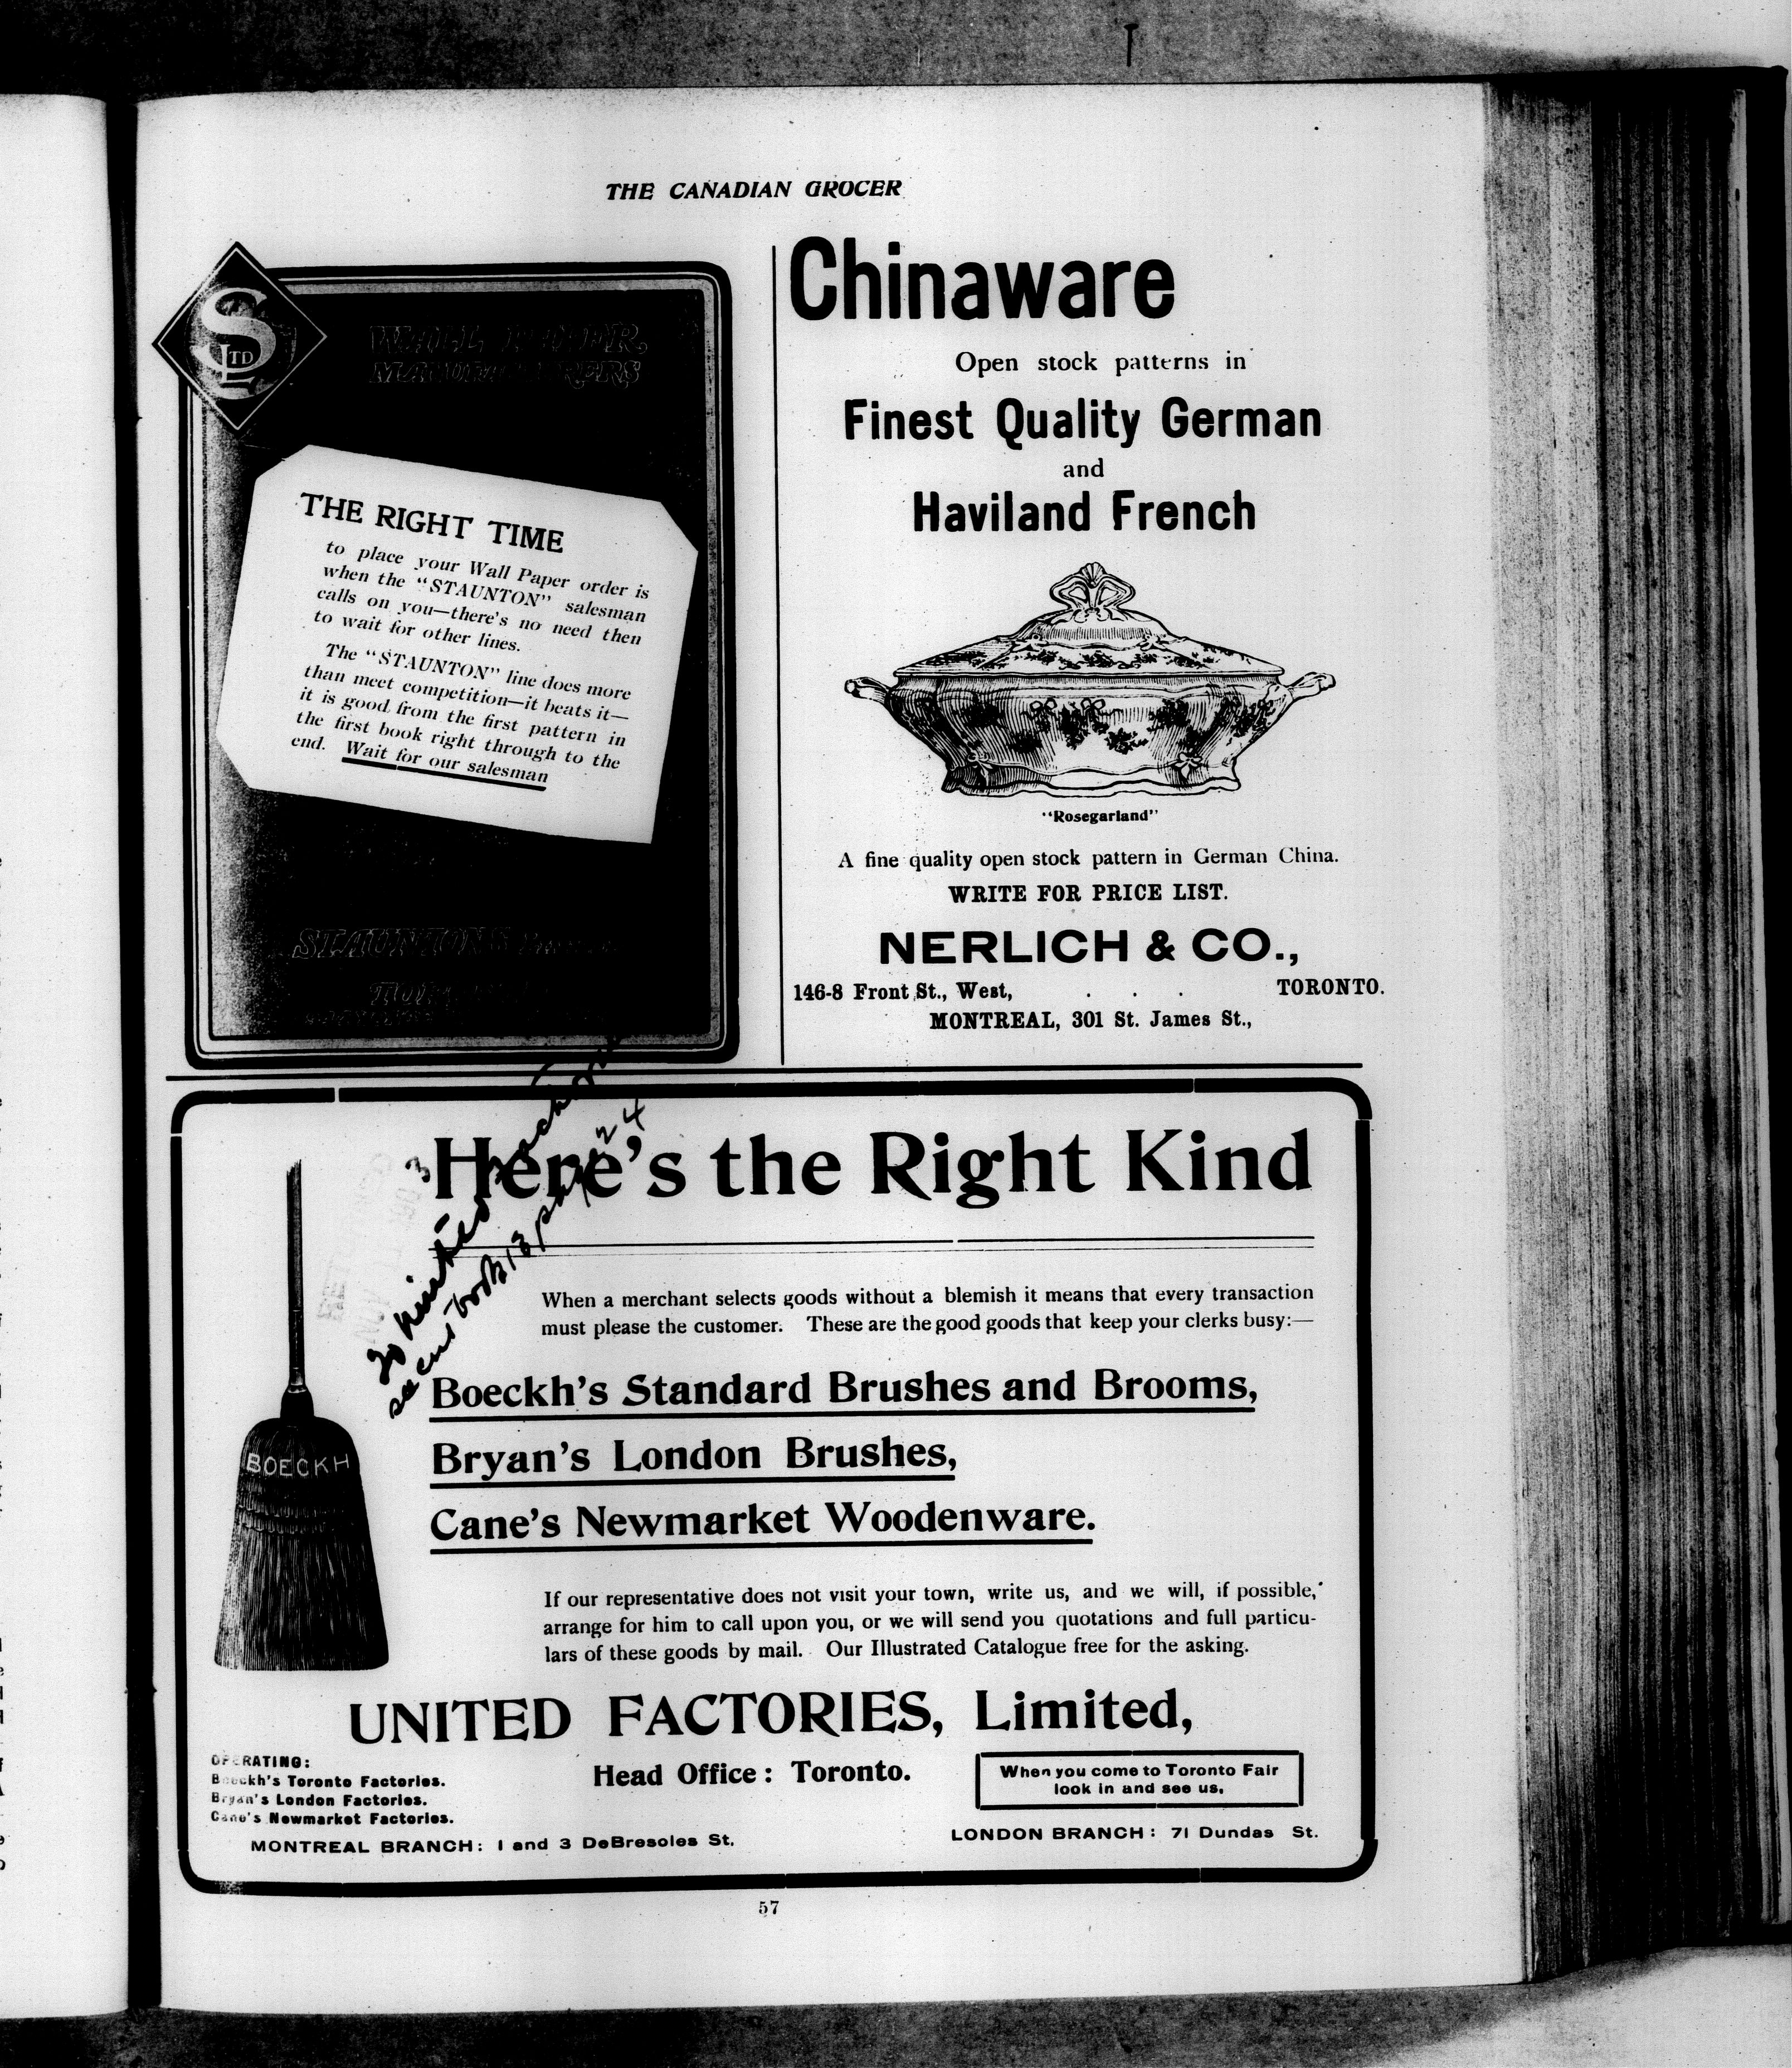 THE CANADIAN GROCER
S
LTD
WALL PAPER
MANUFACTURERS
THE RIGHT TIME
to place your Wall Paper order is
when the "STAUNTON" salesman
calls on you—there's no need then
to wait for other lines.
The "STAUNTON" line does more
than meet competition—it beats it—
it is good from the first pattern in
the first book right through to the
end. Wait for our salesman
STAUNTONS
Chinaware
Open stock patterns in
Finest Quality German
and
Haviland French
"Rosegarland"
A fine quality open stock pattern in German China.
WRITE FOR PRICE LIST.
NERLICH & CO.,
146-8 Front St., West, . . . TORONTO.
MONTREAL, 301 St. James St.,
Here's the Right Kind
When a merchant selects goods without a blemish it means that every transaction
must please the customer. These are the good goods that keep your clerks busy:—
Boeckh's Standard Brushes and Brooms,
BOECKH
Bryan's London Brushes,
Cane's Newmarket Woodenware.
If our representative does not visit your town, write us, and we will, if possible,
arrange for him to call upon you, or we will send you quotations and full particu-
lars of these goods by mail. Our Illustrated Catalogue free for the asking.
UNITED FACTORIES, Limited,
OPERATING:
Boeckh's Toronto Factories.
Bryan's London Factories.
Cane's Newmarket Factories.
Head Office: Toronto.
When you come to Toronto Fair
look in and see us.
MONTREAL BRANCH: 1 and 3 DeBresoles St.
LONDON BRANCH: 71 Dundas St.
57